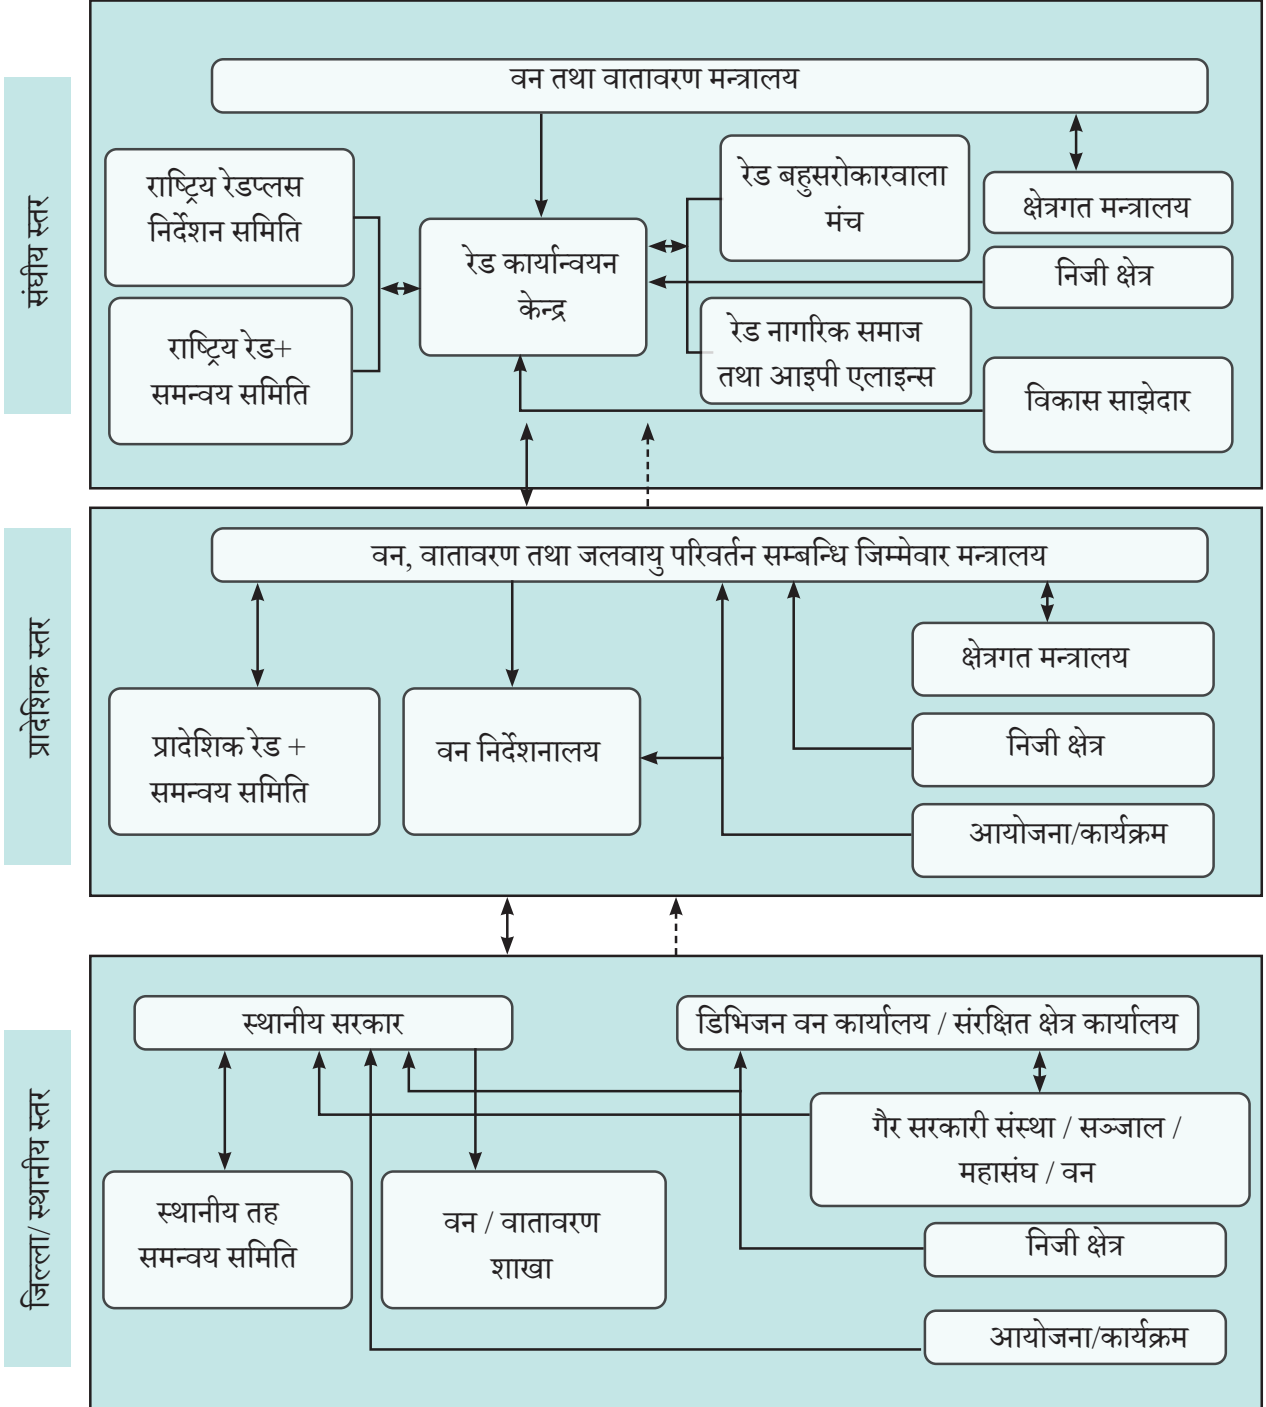 संघीय स्तर
वन तथा वातावरण मन्त्रालय
राष्ट्रिय रेडप्लस
निर्देशन समिति
राष्ट्रिय रेड+
समन्वय समिति
रेड कार्यान्वयन
केन्द्र
रेड बहुसरोकारवाला
मंच
रेड नागरिक समाज
तथा आइपी एलाइन्स
क्षेत्रगत मन्त्रालय
निजी क्षेत्र
विकास साझेदार
प्रादेशिक स्तर
वन, वातावरण तथा जलवायु परिवर्तन सम्बन्धि जिम्मेवार मन्त्रालय
प्रादेशिक रेड +
समन्वय समिति
वन निर्देशनालय
क्षेत्रगत मन्त्रालय
निजी क्षेत्र
आयोजना/कार्यक्रम
जिल्ला/ स्थानीय स्तर
स्थानीय सरकार
डिभिजन वन कार्यालय / संरक्षित क्षेत्र कार्यालय
गैर सरकारी संस्था / सञ्जाल /
महासंघ / वन
स्थानीय तह
समन्वय समिति
वन / वातावरण
शाखा
निजी क्षेत्र
आयोजना/कार्यक्रम